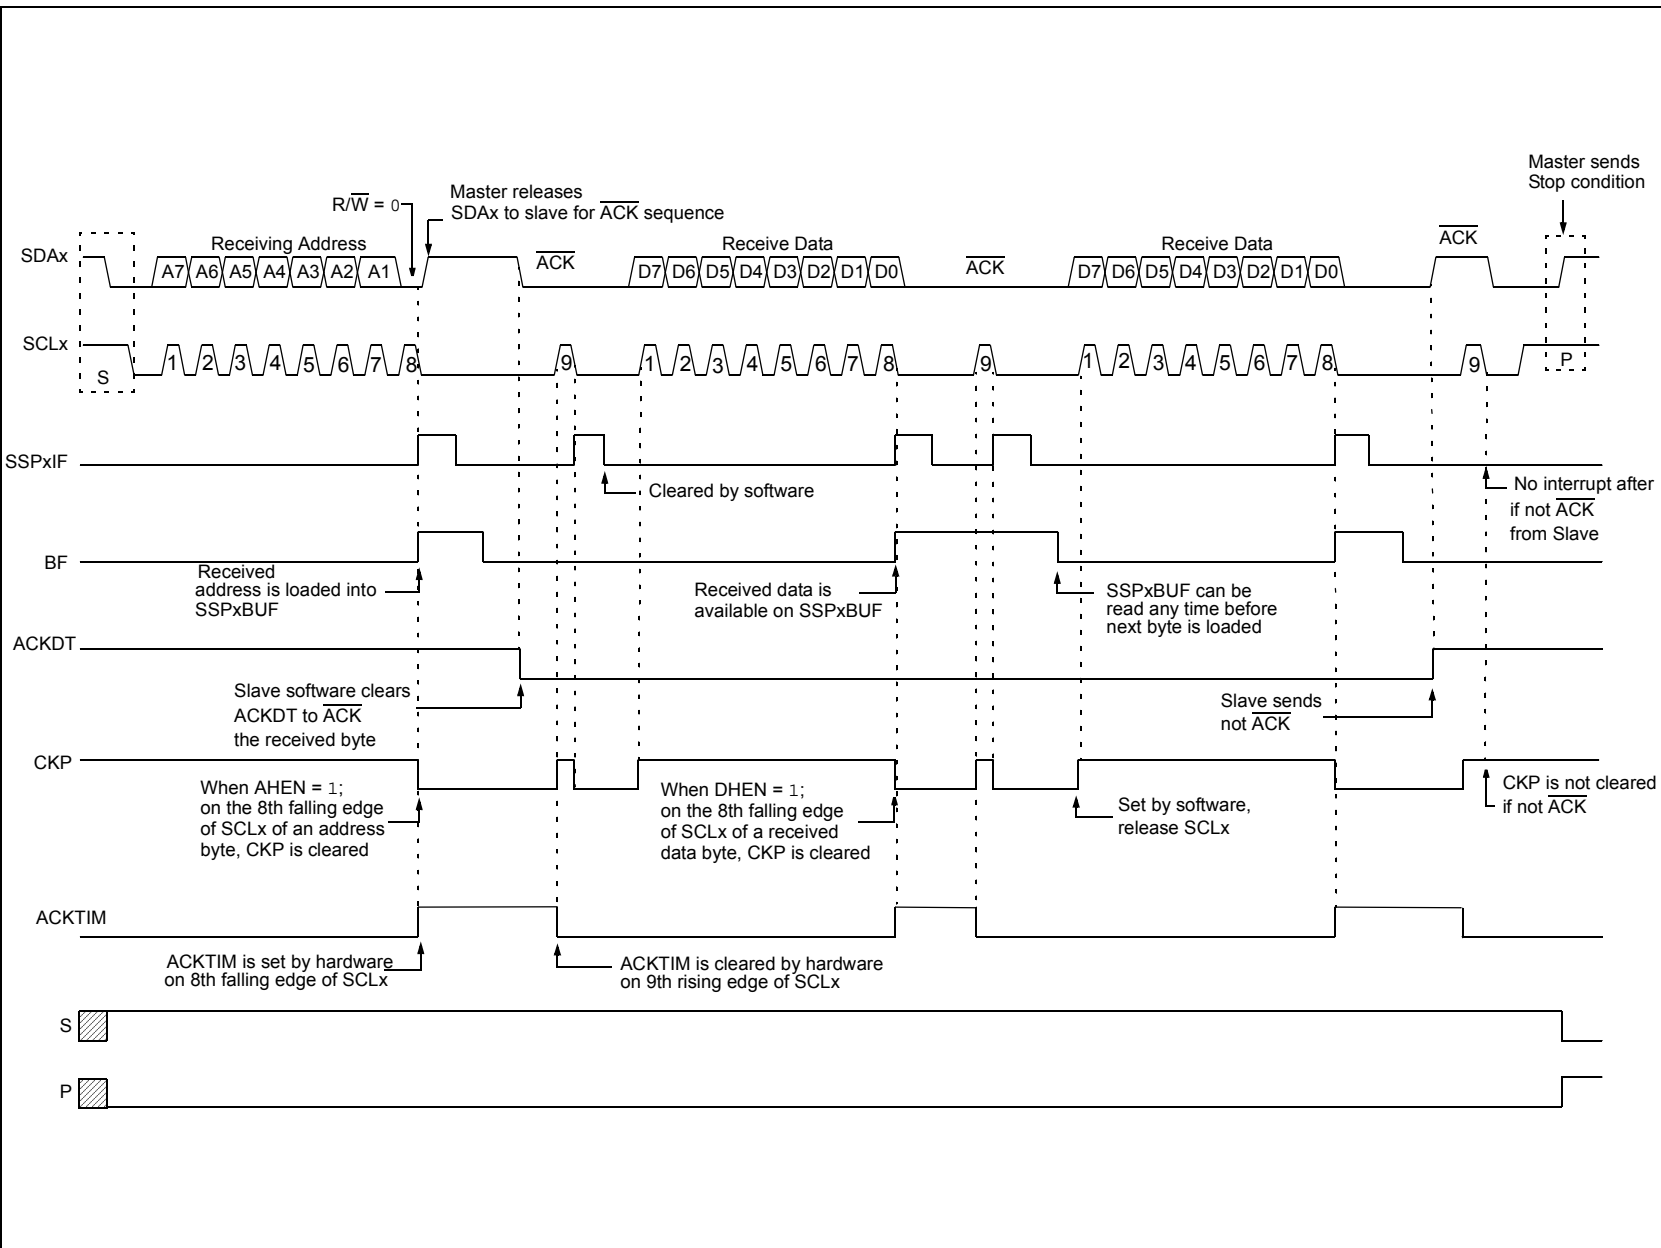 Master sends
Stop condition
Master releases
SDAx to slave for ACK sequence
R/W = 0
SDAx
Receiving Address
ACK
Receive Data
ACK
Receive Data
ACK
A7 A6 A5 A4 A3 A2 A1
D7 D6 D5 D4 D3 D2 D1 D0
D7 D6 D5 D4 D3 D2 D1 D0
SCLx
S
1 2 3 4 5 6 7 8 9
1 2 3 4 5 6 7 8 9
1 2 3 4 5 6 7 8 9
P
SSPxIF
Cleared by software
No interrupt after
if not ACK
from Slave
BF
Received
address is loaded into
SSPxBUF
Received data is
available on SSPxBUF
SSPxBUF can be
read any time before
next byte is loaded
ACKDT
Slave software clears
ACKDT to ACK
the received byte
Slave sends
not ACK
CKP
When AHEN = 1;
on the 8th falling edge
of SCLx of an address
byte, CKP is cleared
When DHEN = 1;
on the 8th falling edge
of SCLx of a received
data byte, CKP is cleared
Set by software,
release SCLx
CKP is not cleared
if not ACK
ACKTIM
ACKTIM is set by hardware
on 8th falling edge of SCLx
ACKTIM is cleared by hardware
on 9th rising edge of SCLx
S
P